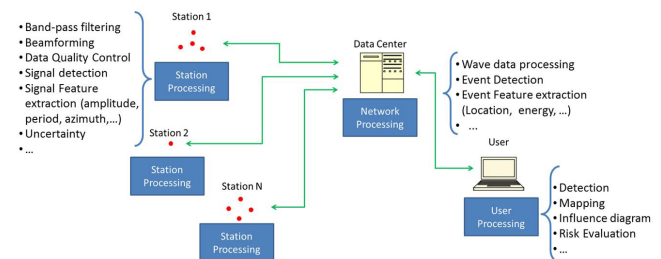 Station 1
• Band-pass filtering
• Beamforming
• Data Quality Control
• Signal detection
• Signal Feature
extraction (amplitude,
period, azimuth,…)
• Uncertainty
• …
Station
Processing
Station 2
Station
Processing
Station N
Station
Processing
Data Center
Network
Processing
• Wave data processing
• Event Detection
• Event Feature extraction
(Location, energy, …)
• …
User
User
Processing
• Detection
• Mapping
• Influence diagram
• Risk Evaluation
• …